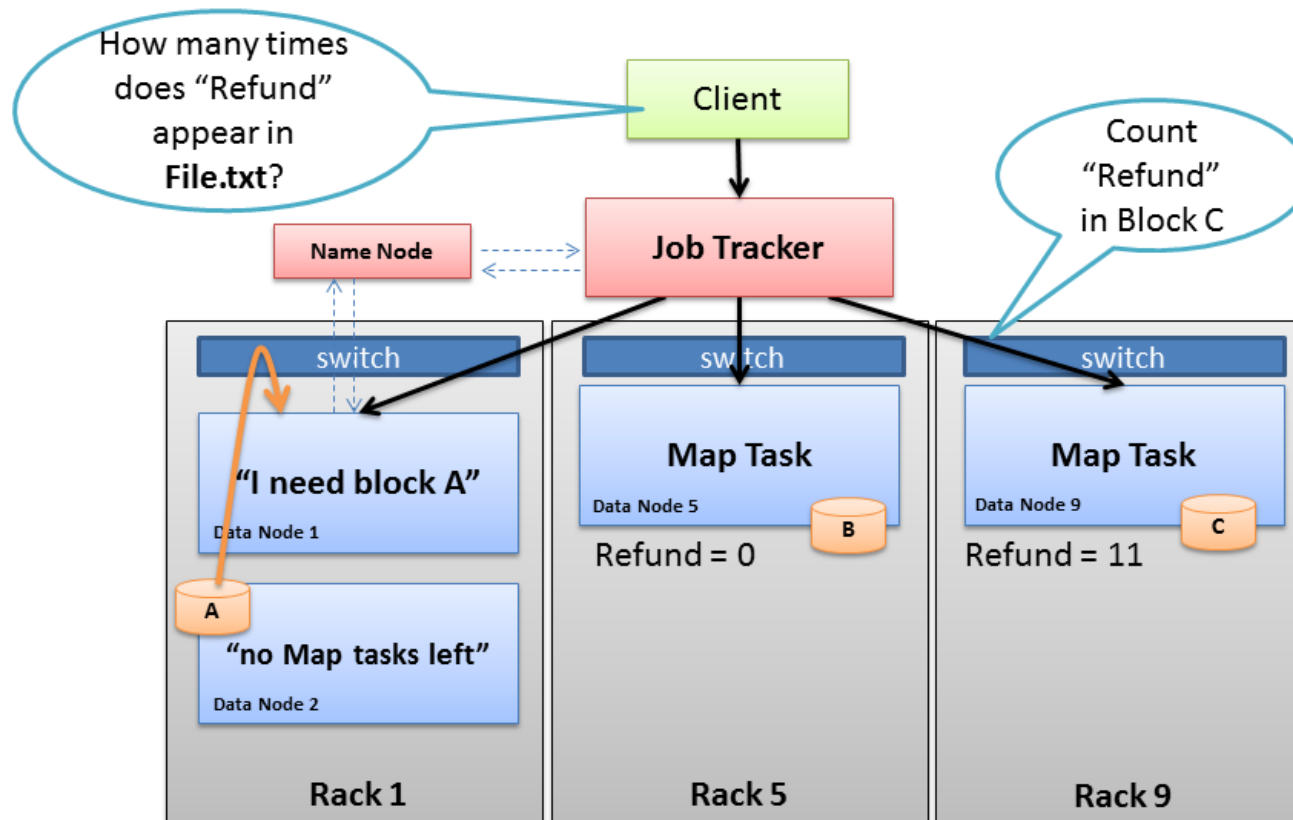 How many times
does “Refund”
appear in
File.txt?
Client
Count
“Refund”
in Block C
Name Node
Job Tracker
switch
switch
switch
“I need block A”
Data Node 1
Map Task
Data Node 5
B
Refund = 0
Map Task
Data Node 9
C
Refund = 11
A
“no Map tasks left”
Data Node 2
Rack 1
Rack 5
Rack 9